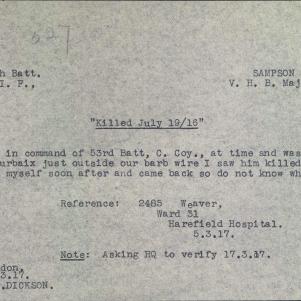 527
h Batt.
I. F.,
SAMPSON
V. H. B. Maj
"Killed July 19/16"
in command of 53rd Batt, C. Coy., at time and was
urbaix just outside our barb wire I saw him killed
myself soon after and came back so do not know wh
Reference: 2485 Weaver,
Ward 31
Harefield Hospital.
5.3.17.
Note: Asking HQ to verify 17.3.17.
don,
3.17.
.DICKSON.